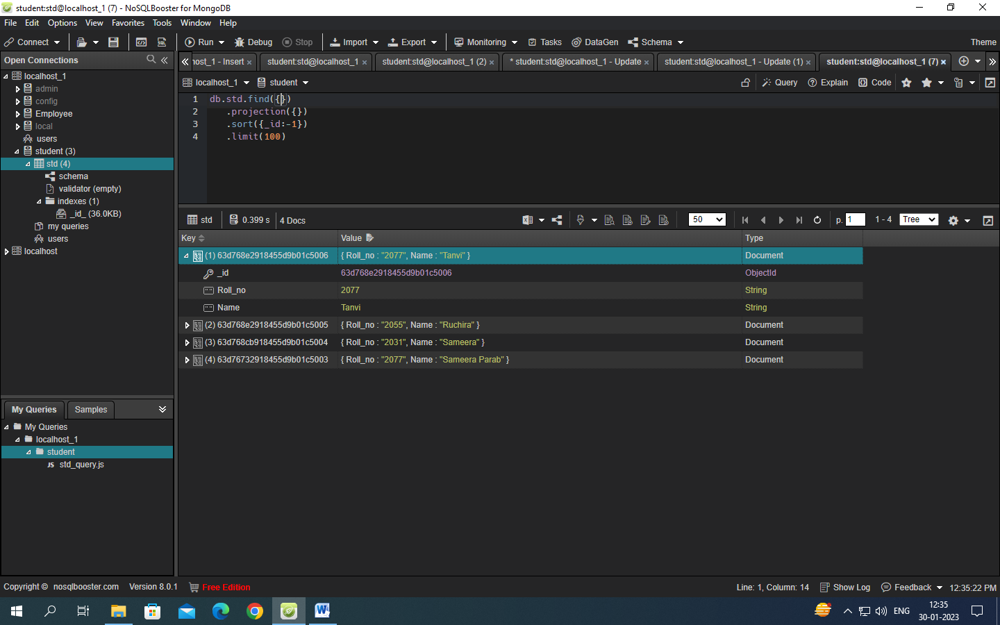 student:std@localhost_1 (7) - NoSQLBooster for MongoDB
File Edit Options View Favorites Tools Window Help
Connect Run Debug Stop Import Export Monitoring Tasks DataGen Schema Theme
Open Connections
host_1 - Insert × student:std@localhost_1 × student:std@localhost_1 (2) × * student:std@localhost_1 - Update × student:std@localhost_1 - Update (1) × student:std@localhost_1 (7) ×
localhost_1 student Query Explain Code
localhost_1
admin
config
Employee
local
users
student (3)
std (4)
schema
validator (empty)
indexes (1)
_id_ (36.0KB)
my queries
users
localhost
1 db.std.find({})
2 .projection({})
3 .sort({_id:-1})
4 .limit(100)
std 0.399 s 4 Docs 50 p. 1 1 - 4 Tree
Key Value Type
(1) 63d768e2918455d9b01c5006 { Roll_no : "2077", Name : "Tanvi" } Document
_id 63d768e2918455d9b01c5006 ObjectId
Roll_no 2077 String
Name Tanvi String
(2) 63d768e2918455d9b01c5005 { Roll_no : "2055", Name : "Ruchira" } Document
(3) 63d768cb918455d9b01c5004 { Roll_no : "2031", Name : "Sameera" } Document
(4) 63d76732918455d9b01c5003 { Roll_no : "2077", Name : "Sameera Parab" } Document
My Queries Samples
My Queries
localhost_1
student
JS std_query.js
Copyright © nosqlbooster.com Version 8.0.1 Free Edition Line: 1, Column: 14 Show Log Feedback 12:35:22 PM
ENG 12:35
30-01-2023